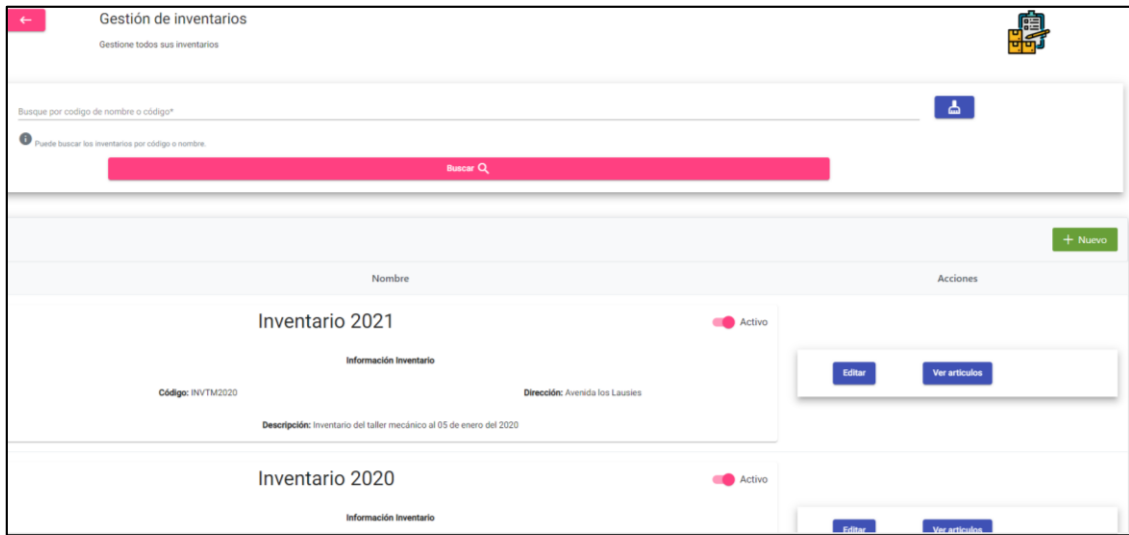 Gestión de inventarios
Gestione todos sus inventarios
Busque por codigo de nombre o código*
Puede buscar los inventarios por código o nombre.
Buscar
+ Nuevo
Nombre Acciones
Inventario 2021 Activo
Información Inventario
Editar Ver articulos
Código: INVTM2020 Dirección: Avenida los Lausies
Descripción: Inventario del taller mecánico al 05 de enero del 2020
Inventario 2020 Activo
Información Inventario
Editar Ver articulos